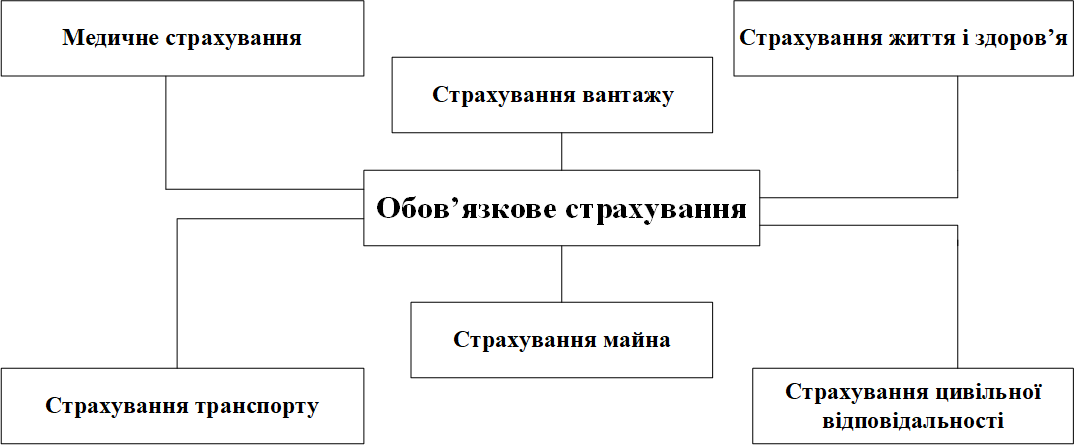 Медичне страхування
Страхування життя і здоров’я
Страхування вантажу
Обов’язкове страхування
Страхування майна
Страхування транспорту
Страхування цивільної
відповідальності